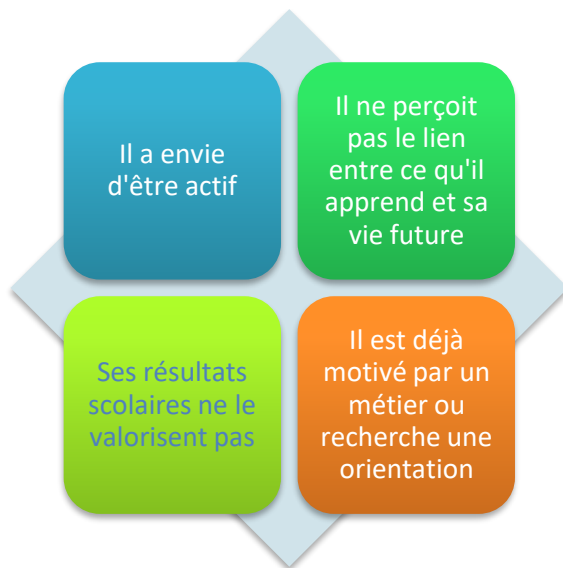 Il a envie
d'être actif
Il ne perçoit
pas le lien
entre ce qu'il
apprend et sa
vie future
Ses résultats
scolaires ne le
valorisent pas
Il est déjà
motivé par un
métier ou
recherche une
orientation